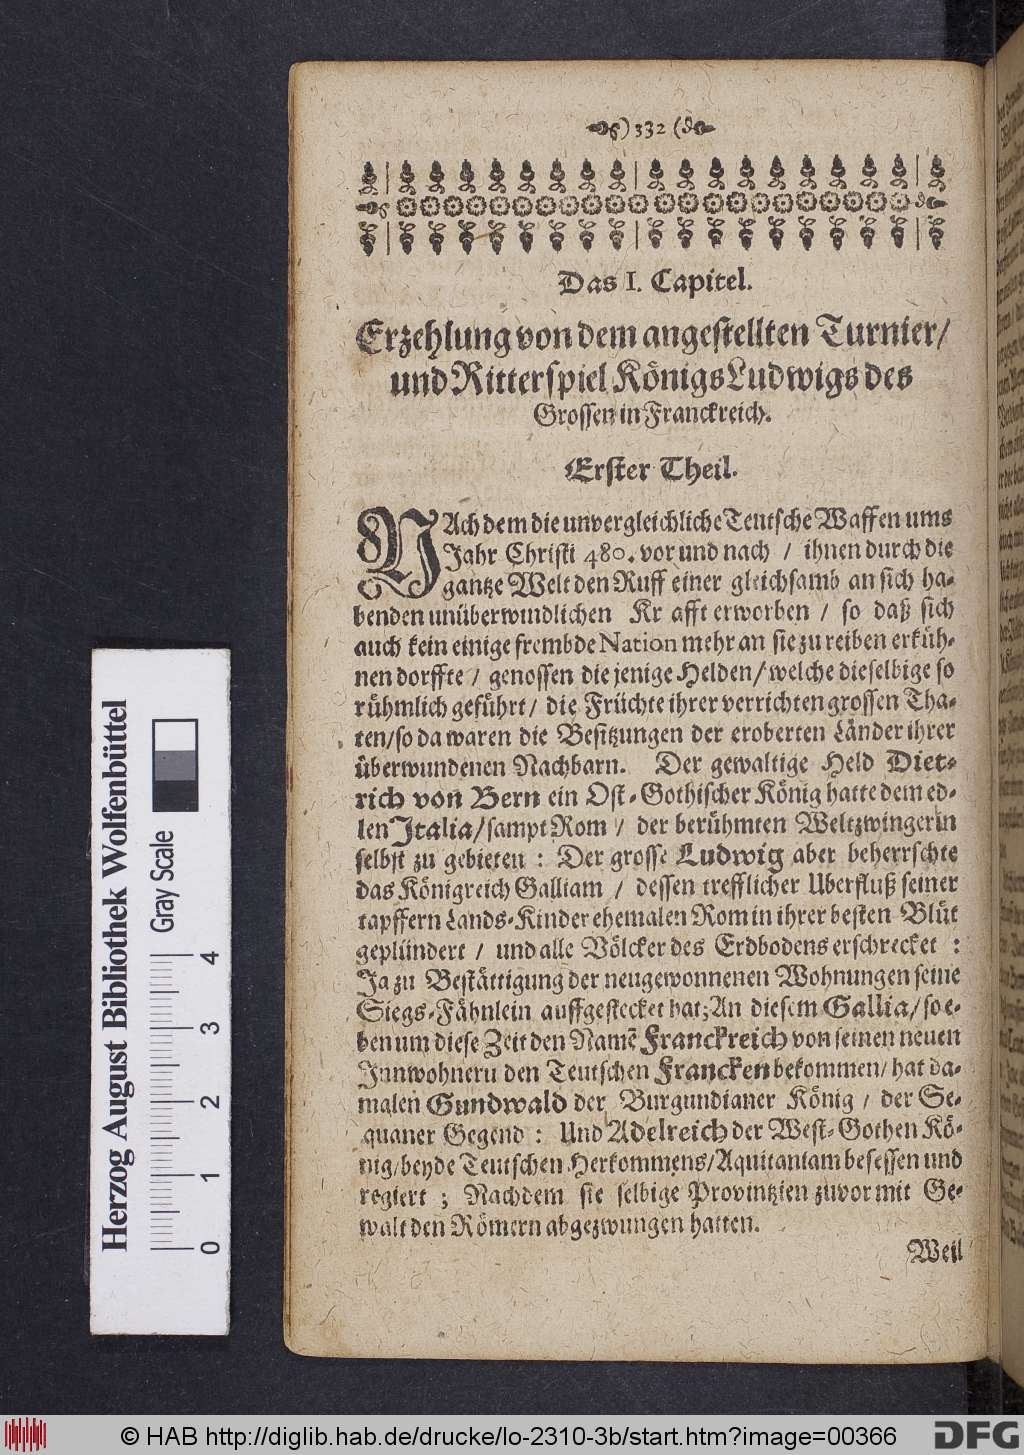 ) 332 (
Das I. Capitel.
Erzehlung von dem angestellten Turnier/
und Ritterspiel Königs Ludwigs des
Grossen in Franckreich.
Erster Theil.
NAch dem die unvergleichliche Teutsche Waffen ums
Jahr Christi 480. vor und nach / ihnen durch die
gantze Welt den Ruff einer gleichsamb an sich ha-
benden unüberwindlichen Kr afft erworben / so daß sich
auch kein einige frembde Nation mehr an sie zu reiben erküh-
nen dorffte / genossen die jenige Helden / welche dieselbige so
rühmlich geführt / die Früchte ihrer verrichten grossen Tha-
ten/ so da waren die Besitzungen der eroberten Länder ihrer
überwundenen Nachbarn. Der gewaltige Held Diet-
rich von Bern ein Ost-Gothischer König hatte dem ed-
len Italia/ sampt Rom / der berühmten Weltzwingerin
selbst zu gebieten : Der grosse Ludwig aber beherrschte
das Königreich Galliam / dessen trefflicher Uberfluß seiner
tapffern Lands-Kinder ehemalen Rom in ihrer besten Blüt
geplündert / und alle Völcker des Erdbodens erschrecket :
Ja zu Bestättigung der neugewonnenen Wohnungen seine
Siegs-Fähnlein auffgestecket hat; An diesem Gallia/ so e-
ben um diese Zeit den Namē Franckreich von seinen neuen
Innwohnern den Teutschen Francken bekommen/ hat da-
malen Gundwald der Burgundianer König / der Se-
quaner Gegend : Und Adelreich der West-Gothen Kö-
nig/ beyde Teutschen Herkommens/ Aquitaniam besessen und
regiert ; Nachdem sie selbige Provintzien zuvor mit Ge-
walt den Römern abgezwungen hatten.
Weil
Herzog August Bibliothek Wolfenbüttel
Gray Scale
0 1 2 3 4
© HAB http://diglib.hab.de/drucke/lo-2310-3b/start.htm?image=00366
DFG